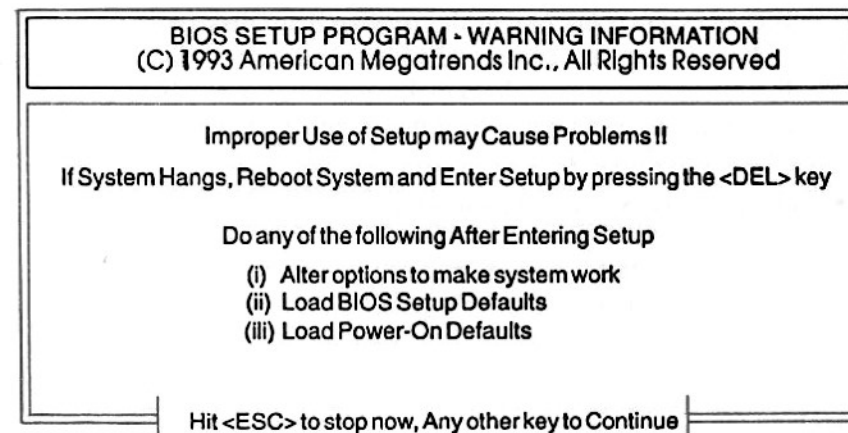 BIOS SETUP PROGRAM - WARNING INFORMATION
(C) 1993 American Megatrends Inc., All Rights Reserved
Improper Use of Setup may Cause Problems !!
If System Hangs, Reboot System and Enter Setup by pressing the <DEL> key
Do any of the following After Entering Setup
(i) Alter options to make system work
(ii) Load BIOS Setup Defaults
(iii) Load Power-On Defaults
Hit <ESC> to stop now, Any other key to Continue